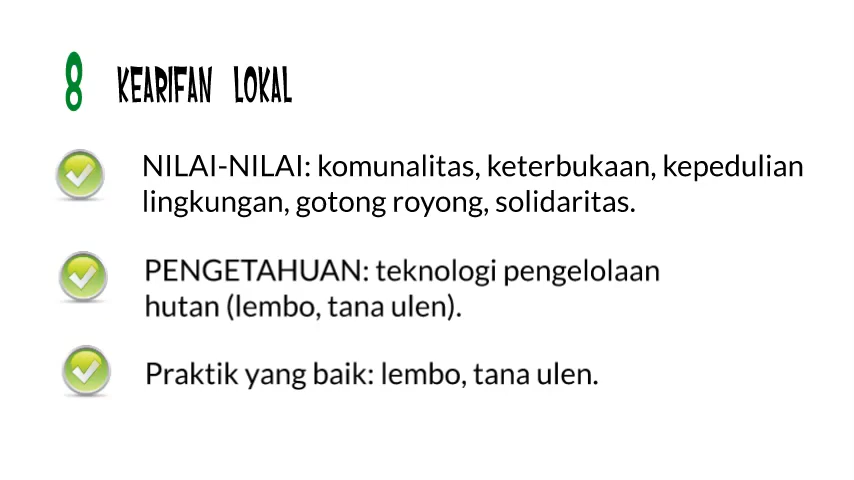 8 KEARIFAN LOKAL
NILAI-NILAI: komunalitas, keterbukaan, kepedulian
lingkungan, gotong royong, solidaritas.
PENGETAHUAN: teknologi pengelolaan
hutan (lembo, tana ulen).
Praktik yang baik: lembo, tana ulen.